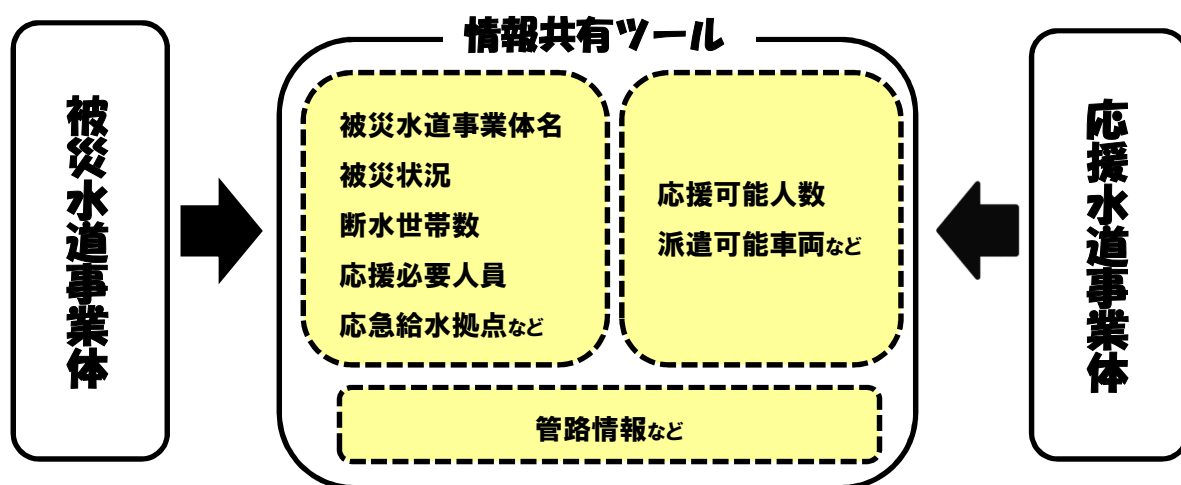 情報共有ツール
被災水道事業体
被災水道事業体名
被災状況
断水世帯数
応援必要人員
応急給水拠点など
応援可能人数
派遣可能車両など
管路情報など
応援水道事業体